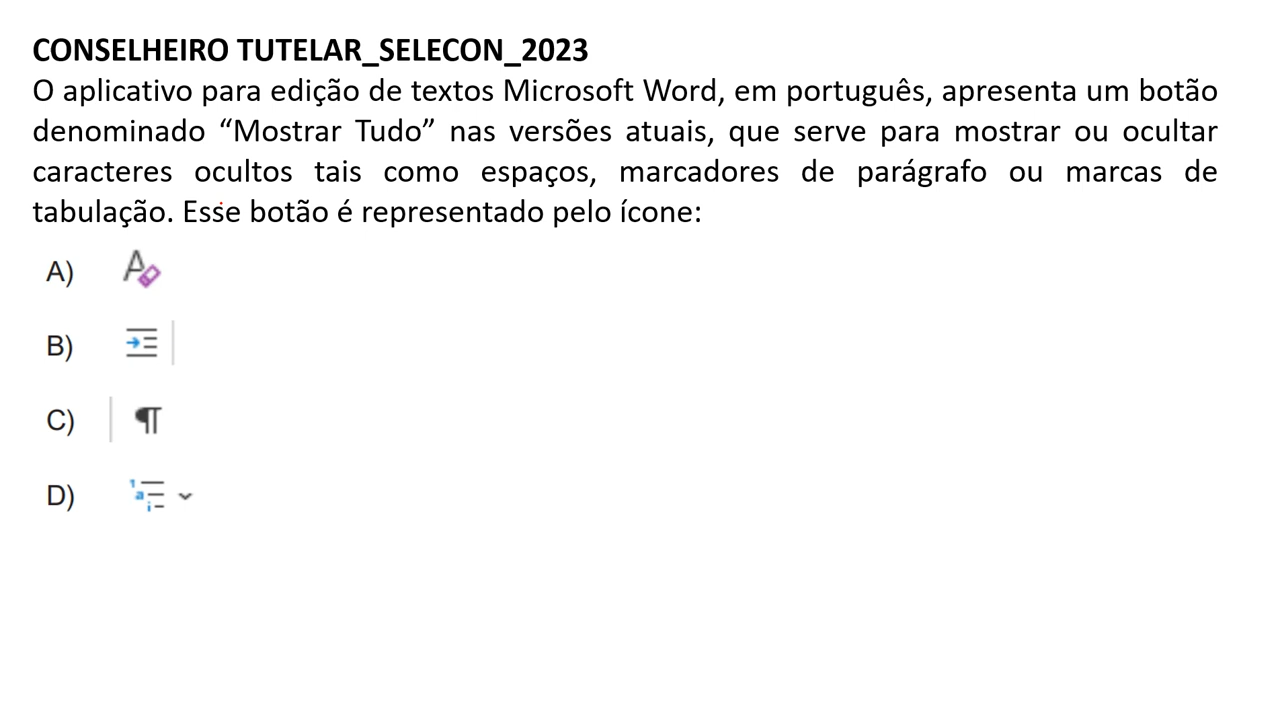 CONSELHEIRO TUTELAR_SELECON_2023
O aplicativo para edição de textos Microsoft Word, em português, apresenta um botão
denominado “Mostrar Tudo” nas versões atuais, que serve para mostrar ou ocultar
caracteres ocultos tais como espaços, marcadores de parágrafo ou marcas de
tabulação. Esse botão é representado pelo ícone:
A)
B)
C) ¶
D)